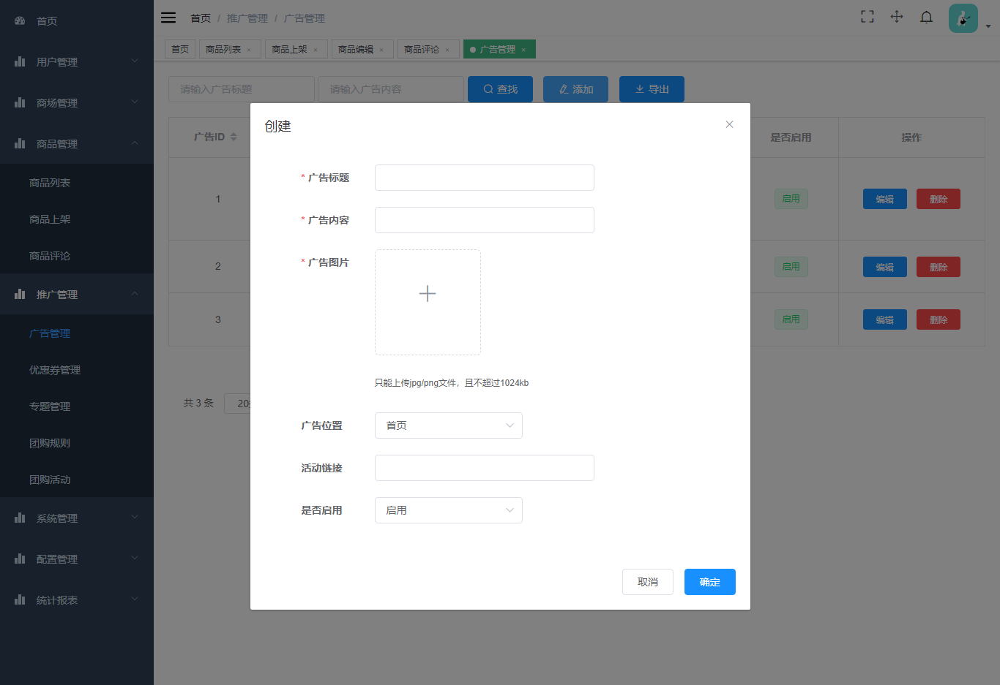 首页
用户管理
商场管理
商品管理
商品列表
商品上架
商品评论
推广管理
广告管理
优惠券管理
专题管理
团购规则
团购活动
系统管理
配置管理
统计报表
首页 / 推广管理 / 广告管理
首页 商品列表 × 商品上架 × 商品编辑 × 商品评论 × 广告管理 ×
请输入广告标题 请输入广告内容 查找 添加 导出
广告ID 是否启用 操作
1 启用 编辑 删除
2 启用 编辑 删除
3 启用 编辑 删除
共 3 条 20
创建
* 广告标题
* 广告内容
* 广告图片
只能上传jpg/png文件，且不超过1024kb
广告位置 首页
活动链接
是否启用 启用
取消 确定